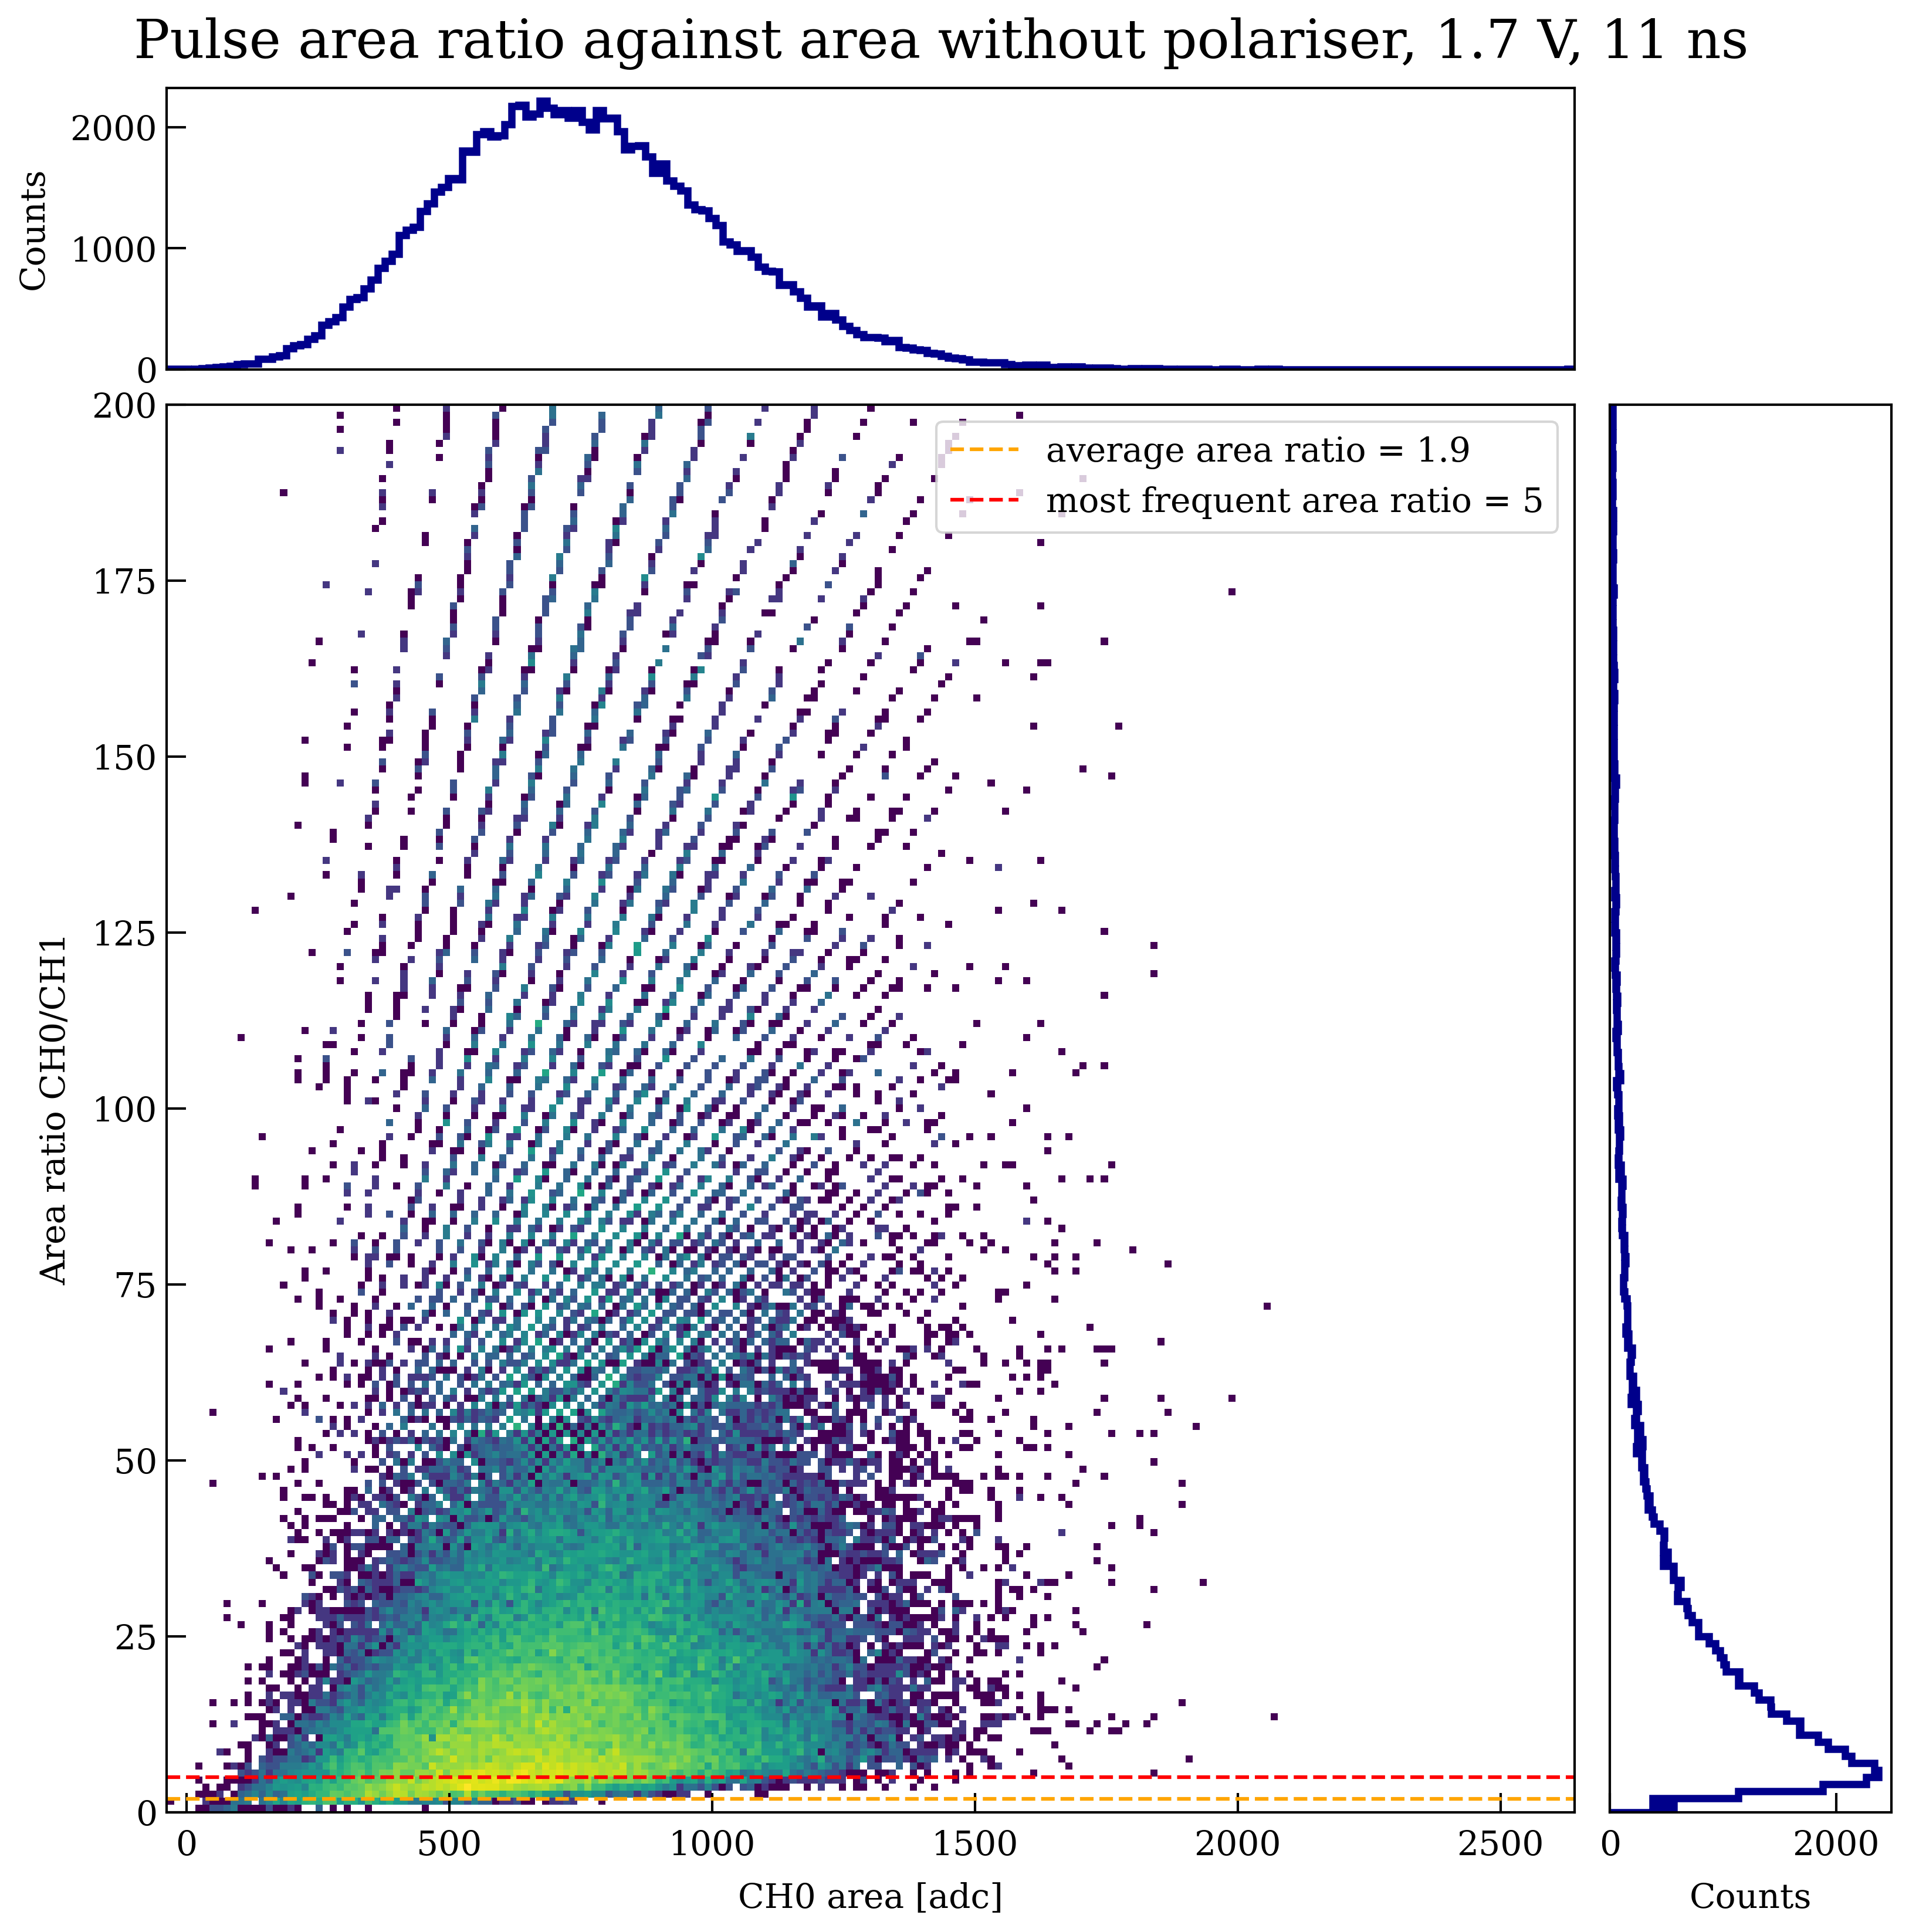 Pulse area ratio against area without polariser, 1.7 V, 11 ns
Counts
2000
1000
0
200
175
150
125
100
75
50
25
0
Area ratio CH0/CH1
average area ratio = 1.9
most frequent area ratio = 5
0 500 1000 1500 2000 2500
CH0 area [adc]
0 2000
Counts